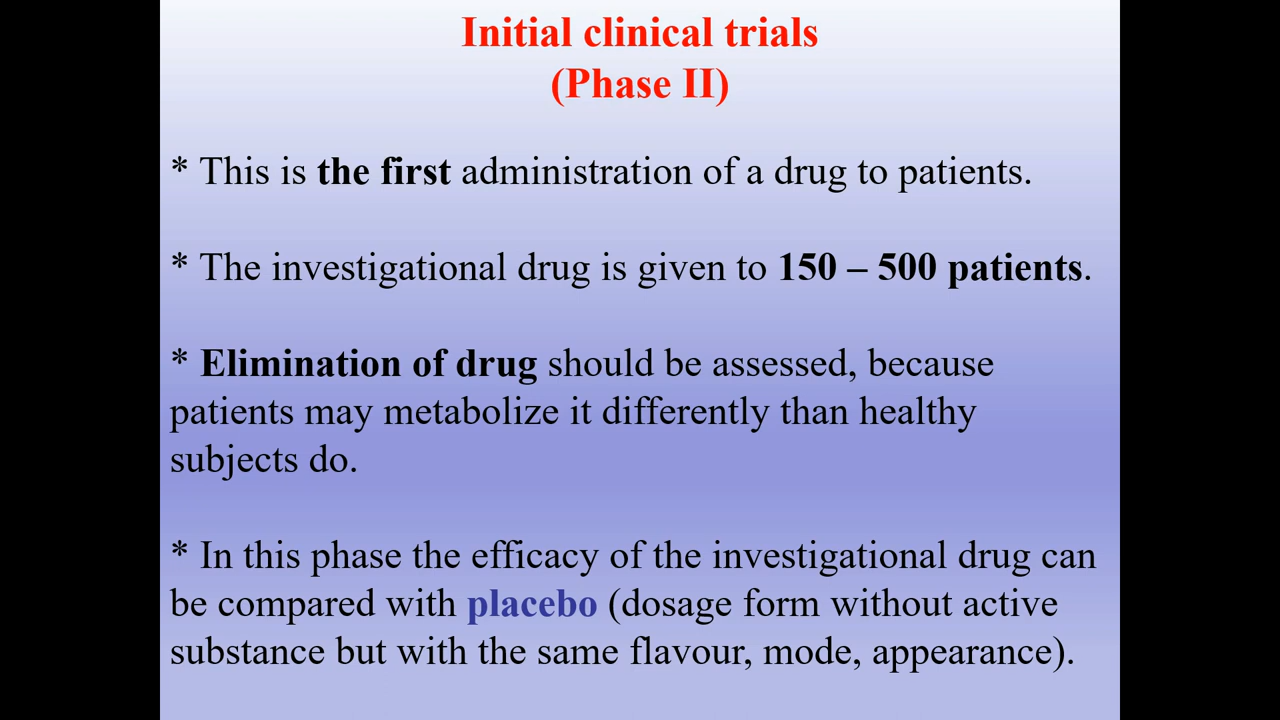 Initial clinical trials
(Phase II)
* This is the first administration of a drug to patients.
* The investigational drug is given to 150 – 500 patients.
* Elimination of drug should be assessed, because
patients may metabolize it differently than healthy
subjects do.
* In this phase the efficacy of the investigational drug can
be compared with placebo (dosage form without active
substance but with the same flavour, mode, appearance).